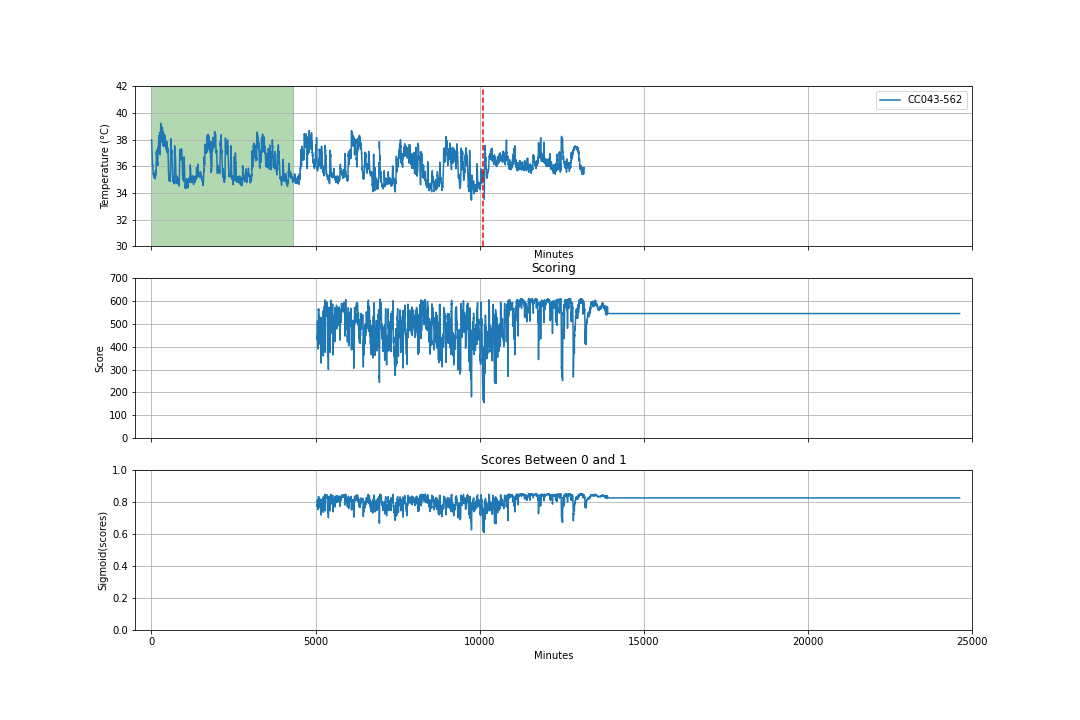 42
40
38
36
34
32
30
Temperature (°C)
CC043-562
Minutes
Scoring
700
600
500
400
300
200
100
0
Score
Scores Between 0 and 1
1.0
0.8
0.6
0.4
0.2
0.0
Sigmoid(scores)
0 5000 10000 15000 20000 25000
Minutes